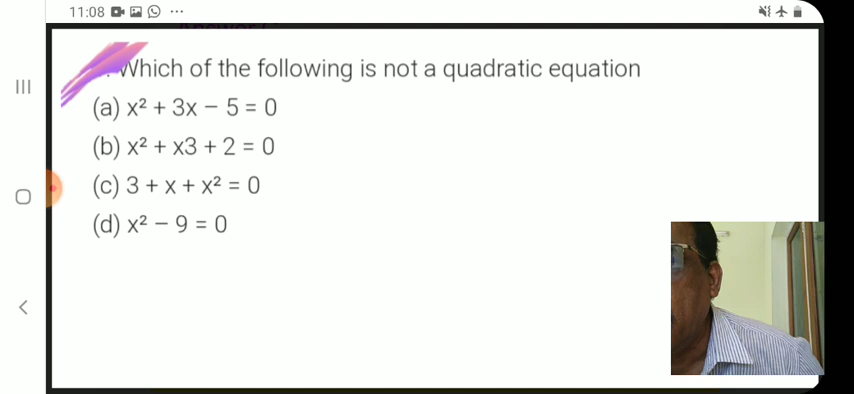 11:08
Which of the following is not a quadratic equation
(a) x² + 3x – 5 = 0
(b) x² + x3 + 2 = 0
(c) 3 + x + x² = 0
(d) x² – 9 = 0